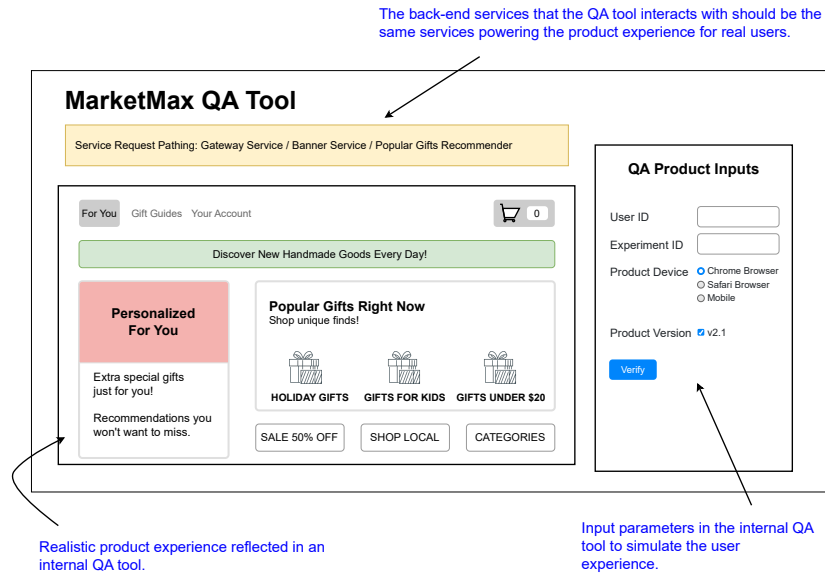 The back-end services that the QA tool interacts with should be the
same services powering the product experience for real users.
MarketMax QA Tool
Service Request Pathing: Gateway Service / Banner Service / Popular Gifts Recommender
For You
Gift Guides
Your Account
0
Discover New Handmade Goods Every Day!
Personalized
For You
Extra special gifts
just for you!
Recommendations you
won't want to miss.
Popular Gifts Right Now
Shop unique finds!
HOLIDAY GIFTS
GIFTS FOR KIDS
GIFTS UNDER $20
SALE 50% OFF
SHOP LOCAL
CATEGORIES
QA Product Inputs
User ID
Experiment ID
Product Device
Chrome Browser
Safari Browser
Mobile
Product Version
v2.1
Verify
Realistic product experience reflected in an
internal QA tool.
Input parameters in the internal QA
tool to simulate the user
experience.